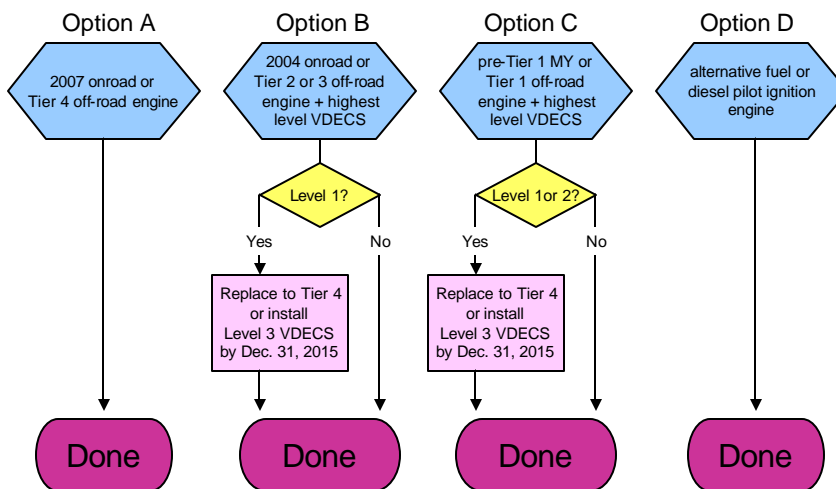 Option A
2007 onroad or
Tier 4 off-road engine
Done
Option B
2004 onroad or
Tier 2 or 3 off-road
engine + highest
level VDECS
Level 1?
Yes
No
Replace to Tier 4
or install
Level 3 VDECS
by Dec. 31, 2015
Done
Option C
pre-Tier 1 MY or
Tier 1 off-road
engine + highest
level VDECS
Level 1or 2?
Yes
No
Replace to Tier 4
or install
Level 3 VDECS
by Dec. 31, 2015
Done
Option D
alternative fuel or
diesel pilot ignition
engine
Done